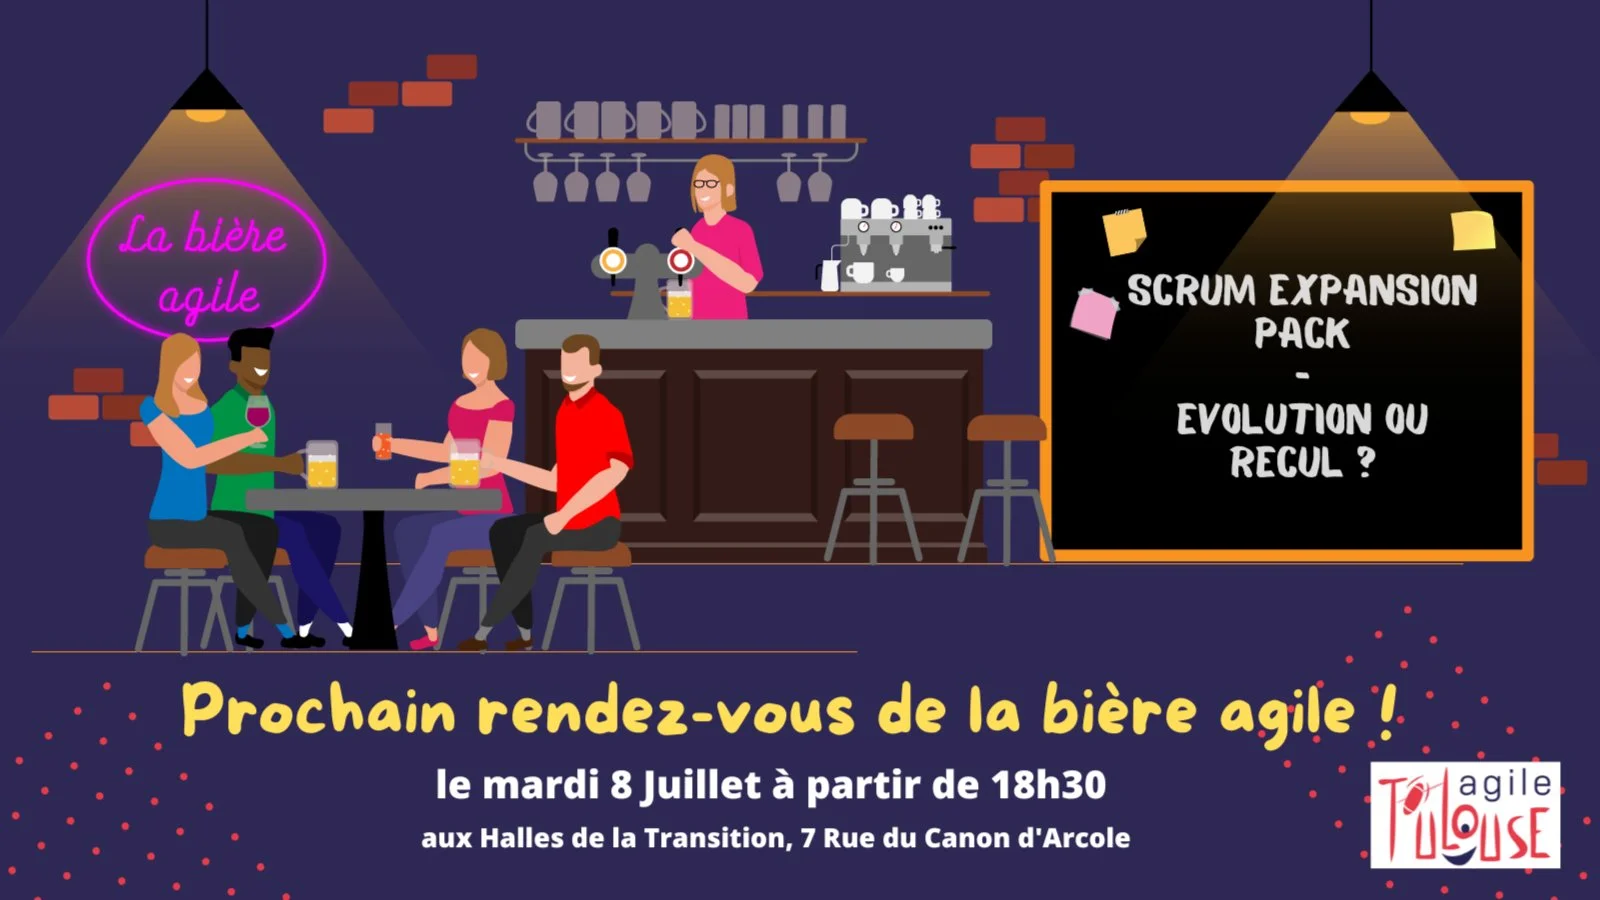 La bière
agile
SCRUM EXPANSION
PACK
-
EVOLUTION OU
RECUL ?
Prochain rendez-vous de la bière agile !
le mardi 8 Juillet à partir de 18h30
aux Halles de la Transition, 7 Rue du Canon d'Arcole
agile
TOULOUSE